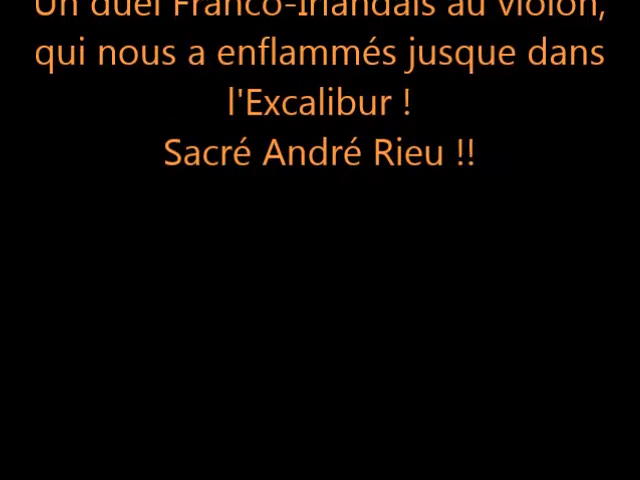 Un duel Franco-Irlandais au violon,
qui nous a enflammés jusque dans
l'Excalibur !
Sacré André Rieu !!